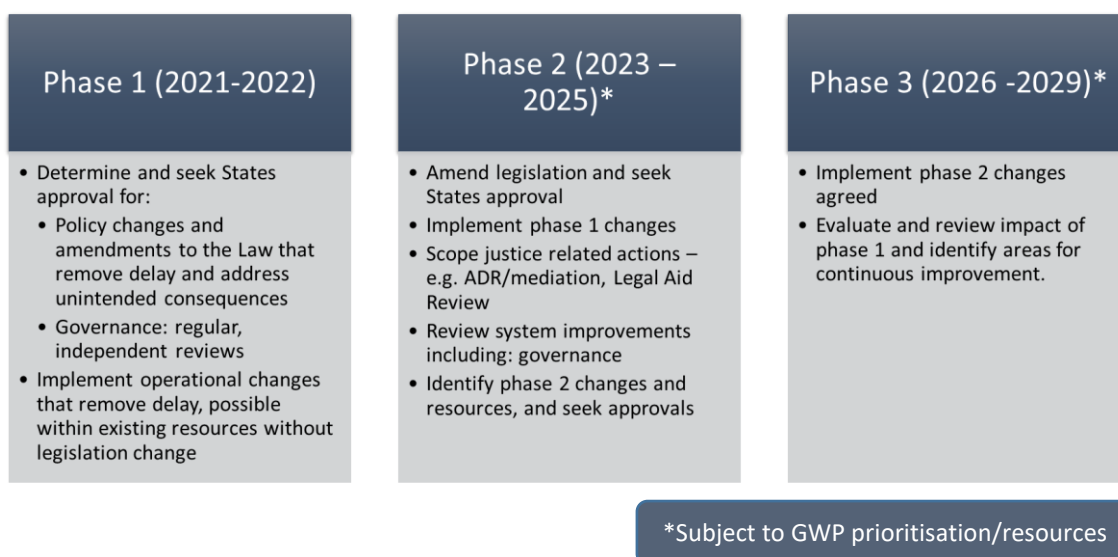 Phase 1 (2021-2022)
• Determine and seek States
approval for:
• Policy changes and
amendments to the Law that
remove delay and address
unintended consequences
• Governance: regular,
independent reviews
• Implement operational changes
that remove delay, possible
within existing resources without
legislation change
Phase 2 (2023 –
2025)*
• Amend legislation and seek
States approval
• Implement phase 1 changes
• Scope justice related actions –
e.g. ADR/mediation, Legal Aid
Review
• Review system improvements
including: governance
• Identify phase 2 changes and
resources, and seek approvals
Phase 3 (2026 -2029)*
• Implement phase 2 changes
agreed
• Evaluate and review impact of
phase 1 and identify areas for
continuous improvement.
*Subject to GWP prioritisation/resources